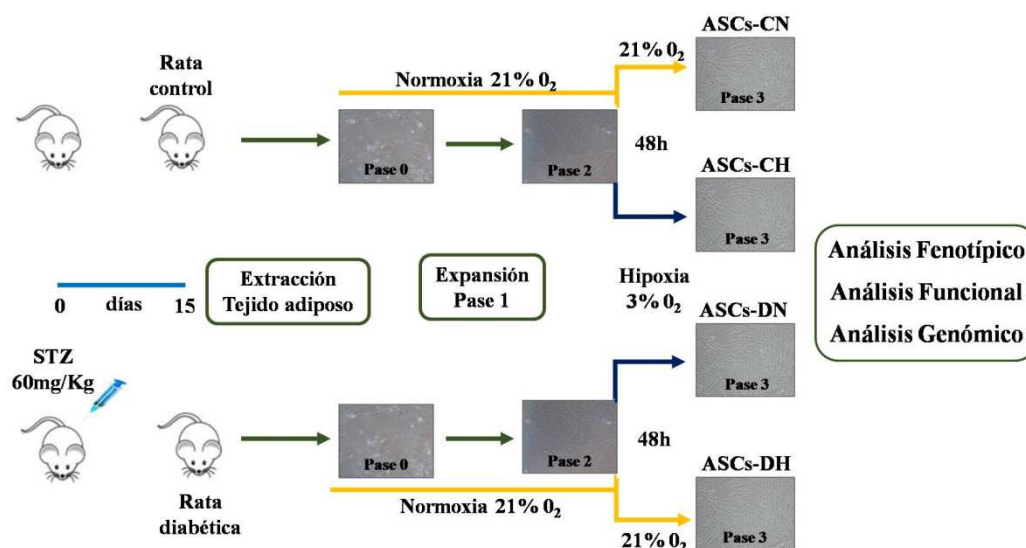 ASCs-CN
21% 0₂
Rata
control
Normoxia 21% 0₂
Pase 3
Pase 0
Pase 2
48h
ASCs-CH
Pase 3
Análisis Fenotípico
Análisis Funcional
Análisis Genómico
0 días 15
Extracción
Tejido adiposo
Expansión
Pase 1
Hipoxia
3% 0₂
ASCs-DN
Pase 3
STZ
60mg/Kg
Pase 0
Pase 2
48h
ASCs-DH
Rata
diabética
Normoxia 21% 0₂
21% 0₂
Pase 3